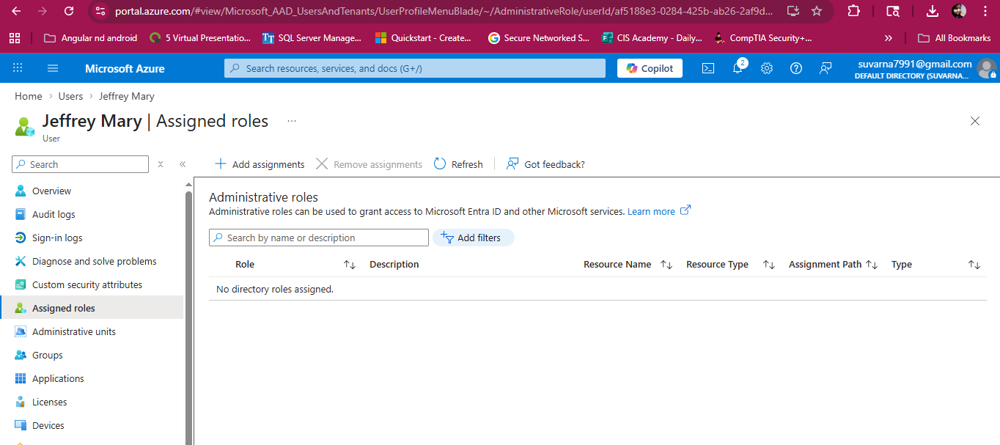 portal.azure.com/#view/Microsoft_AAD_UsersAndTenants/UserProfileMenuBlade/~/AdministrativeRole/userId/af5188e3-0284-425b-ab26-2af9d...
Angular nd android 5 Virtual Presentatio... SQL Server Manage... Quickstart - Create... Secure Networked S... CIS Academy - Daily... CompTIA Security+... » All Bookmarks
Microsoft Azure Search resources, services, and docs (G+/) Copilot 2 suvarna7991@gmail.com
DEFAULT DIRECTORY (SUVARNA...
Home > Users > Jeffrey Mary
Jeffrey Mary | Assigned roles ...
User
Search « Add assignments Remove assignments Refresh Got feedback?
Overview
Audit logs
Sign-in logs
Diagnose and solve problems
Custom security attributes
Assigned roles
Administrative units
Groups
Applications
Licenses
Devices
Administrative roles
Administrative roles can be used to grant access to Microsoft Entra ID and other Microsoft services. Learn more
Search by name or description Add filters
Role Description Resource Name Resource Type Assignment Path Type
No directory roles assigned.